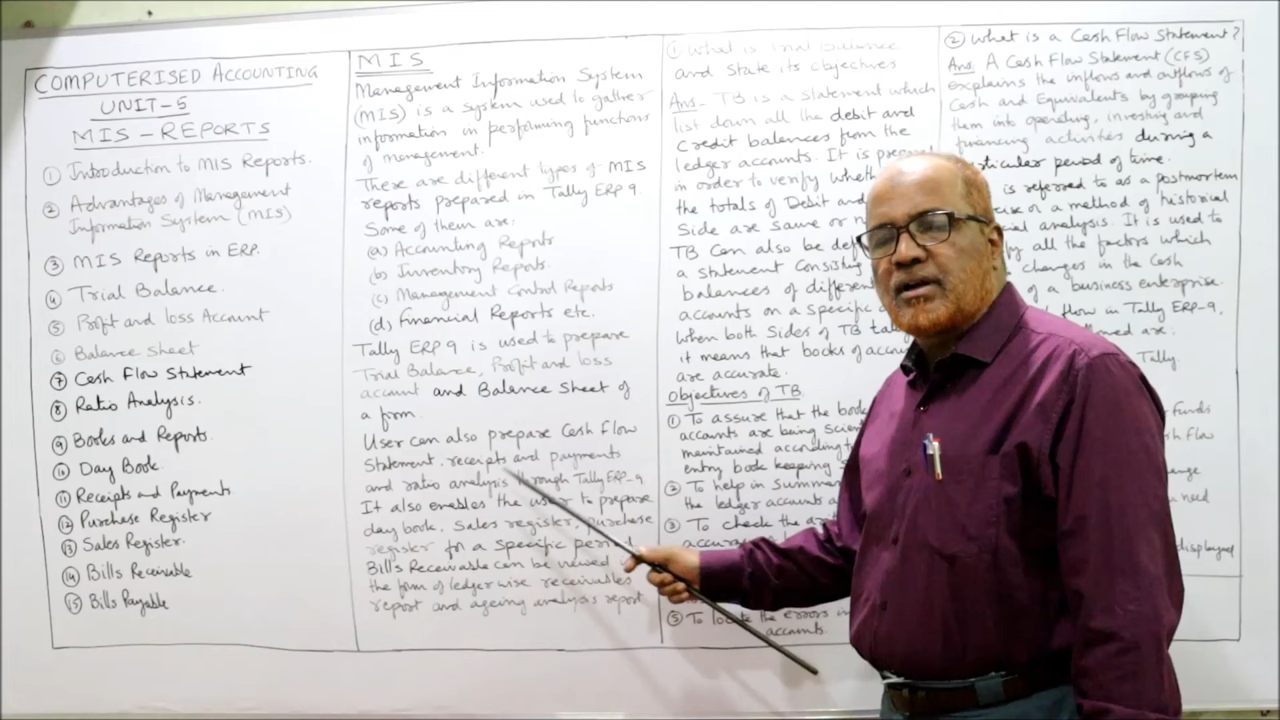 COMPUTERISED ACCOUNTING
UNIT-5
MIS-REPORTS
① Introduction to MIS Reports.
② Advantages of Management
Information System (MIS)
③ MIS Reports in ERP.
④ Trial Balance.
⑤ Profit and loss Account
⑥ Balance Sheet
⑦ Cash Flow Statement
⑧ Ratio Analysis.
⑨ Books and Reports.
⑩ Day Book.
⑪ Receipts and Payments
⑫ Purchase Register
⑬ Sales Register.
⑭ Bills Receivable
⑮ Bills Payable
MIS
Management Information System
(MIS) is a system used to gather
information in performing functions
of management.
There are different types of MIS
reports prepared in Tally ERP 9.
Some of them are:
(a) Accounting Reports
(b) Inventory Reports.
(c) Management Control Reports
(d) Financial Reports etc.
Tally ERP 9 is used to prepare
Trial Balance, Profit and loss
account and Balance Sheet of
a form.
User can also prepare Cash Flow
Statement, receipts and payments
and ratio analysis through Tally ERP-9
It also enables the user to prepare
day book, Sales register, purchase
register for a specific period
Bills Receivable can be viewed
the form of ledger wise receivables
report and ageing analysis report
① What is Trial Balance
and State its objectives
Ans- TB is a statement which
list down all the debit and
Credit balances from the
ledger accounts. It is
in order to verify
the totals of Debit and
Side are same or
TB Can also be
a statement consisting
balances of different
accounts on a specific
When both sides of TB
it means that books of
are accurate.
Objectives of TB
① To assure that the
accounts are being
maintained according
entry book keeping
② To help in
the ledger accounts
③ To check the
⑤ To locate the errors in
accounts.
② What is a Cash Flow Statement?
Ans. A Cash Flow Statement (CFS)
Explains the inflows and outflows of
Cash and Equivalents by grouping
them into operating, investing and
financing activities during a
period of time.
is referred to as a postmortem
or a method of historical
analysis. It is used to
all the factors which
changes in the Cash
of a business enterprise.
flow in Tally ERP-9,
are:
Tally.
Funds
flow
need
displayed